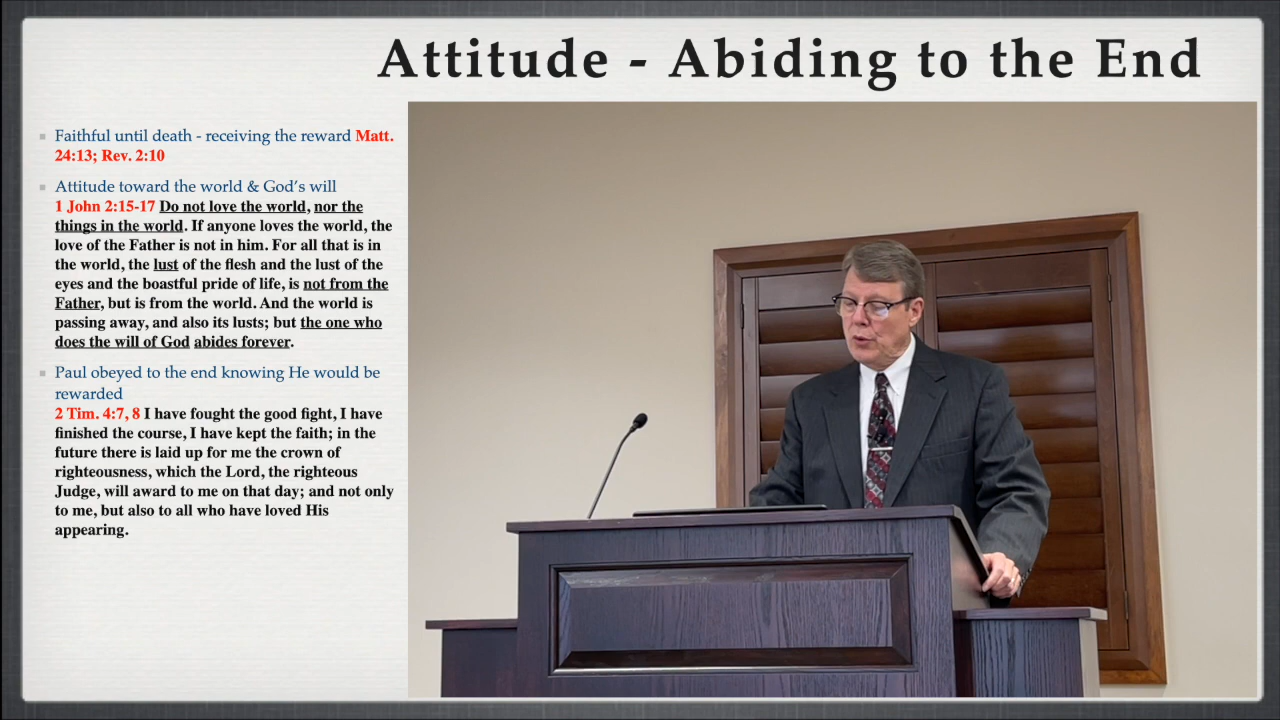 Attitude - Abiding to the End
Faithful until death - receiving the reward Matt.
24:13; Rev. 2:10
Attitude toward the world & God's will
1 John 2:15-17 Do not love the world, nor the
things in the world. If anyone loves the world, the
love of the Father is not in him. For all that is in
the world, the lust of the flesh and the lust of the
eyes and the boastful pride of life, is not from the
Father, but is from the world. And the world is
passing away, and also its lusts; but the one who
does the will of God abides forever.
Paul obeyed to the end knowing He would be
rewarded
2 Tim. 4:7, 8 I have fought the good fight, I have
finished the course, I have kept the faith; in the
future there is laid up for me the crown of
righteousness, which the Lord, the righteous
Judge, will award to me on that day; and not only
to me, but also to all who have loved His
appearing.